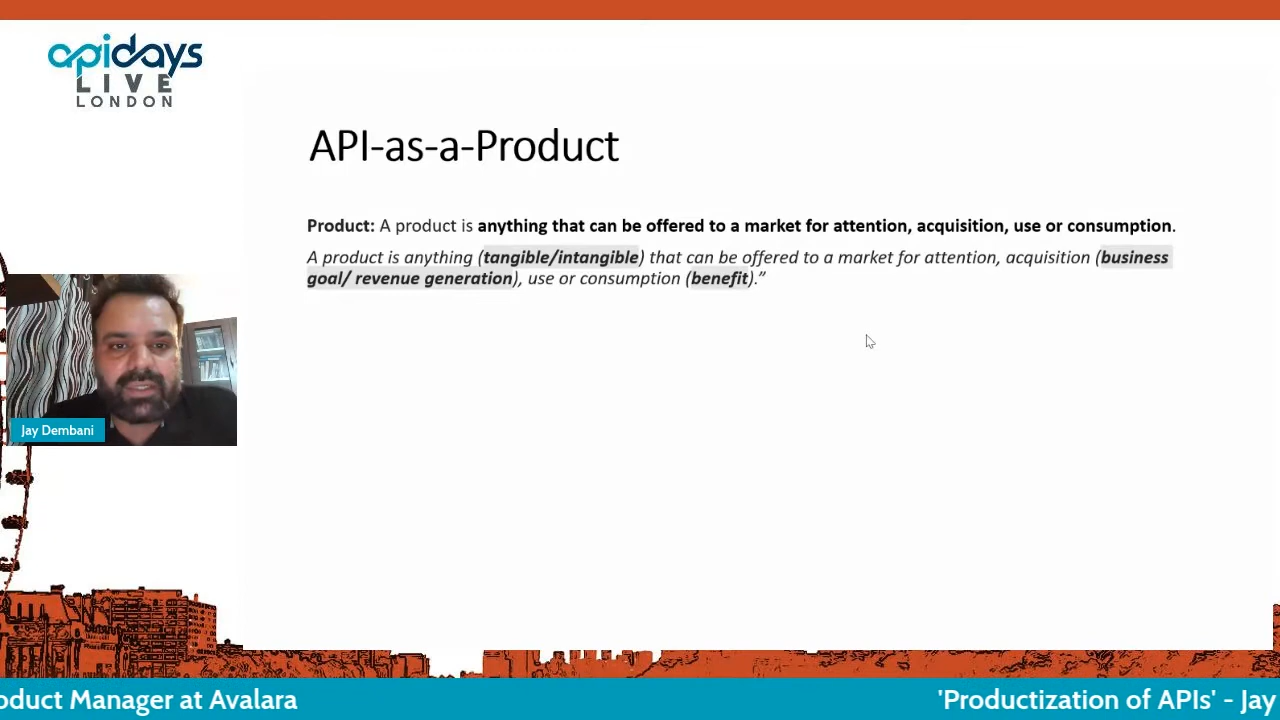 apidays
LIVE
LONDON
API-as-a-Product
Product: A product is anything that can be offered to a market for attention, acquisition, use or consumption.
A product is anything (tangible/intangible) that can be offered to a market for attention, acquisition (business
goal/ revenue generation), use or consumption (benefit).”
Jay Dembani
oduct Manager at Avalara
'Productization of APIs' - Jay